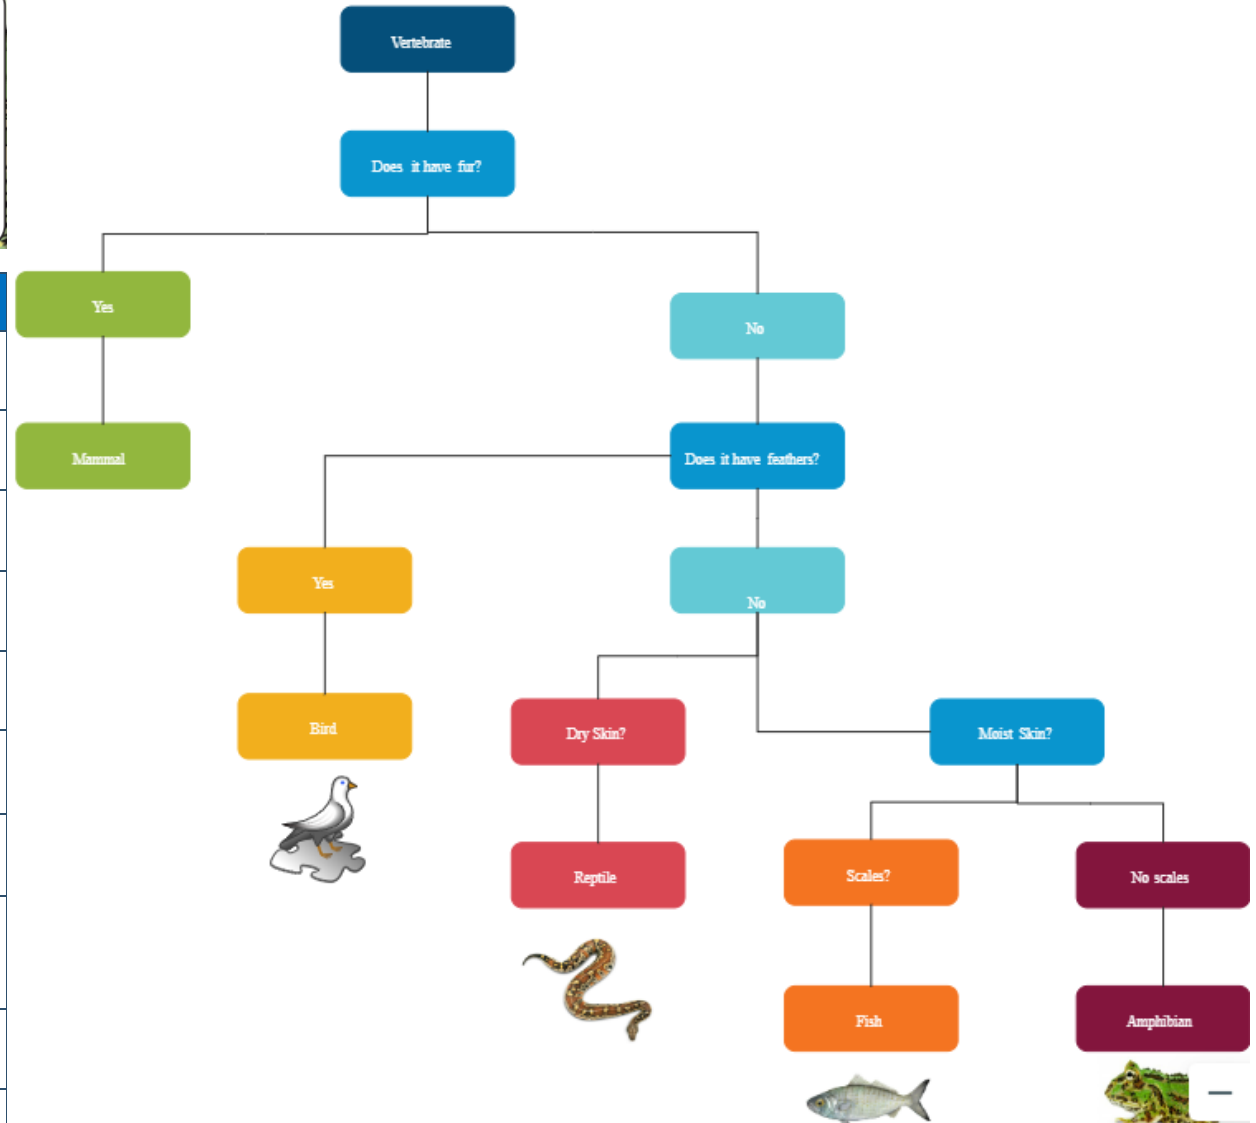 Vertebrate
Does it have fur?
Yes
No
Mammal
Does it have feathers?
Yes
No
Bird
Dry Skin?
Moist Skin?
Reptile
Scales?
No scales
Fish
Amphibian